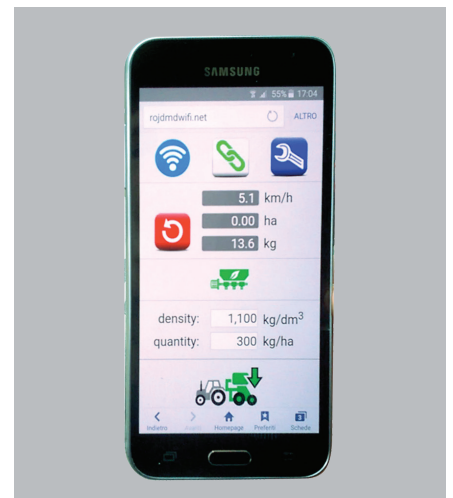 SAMSUNG
55% 17:04
rojdmdwifi.net ALTRO
5.1 km/h
0.00 ha
13.6 kg
density: 1,100 kg/dm3
quantity: 300 kg/ha
3
Indietro Avanti Homepage Preferiti Schede